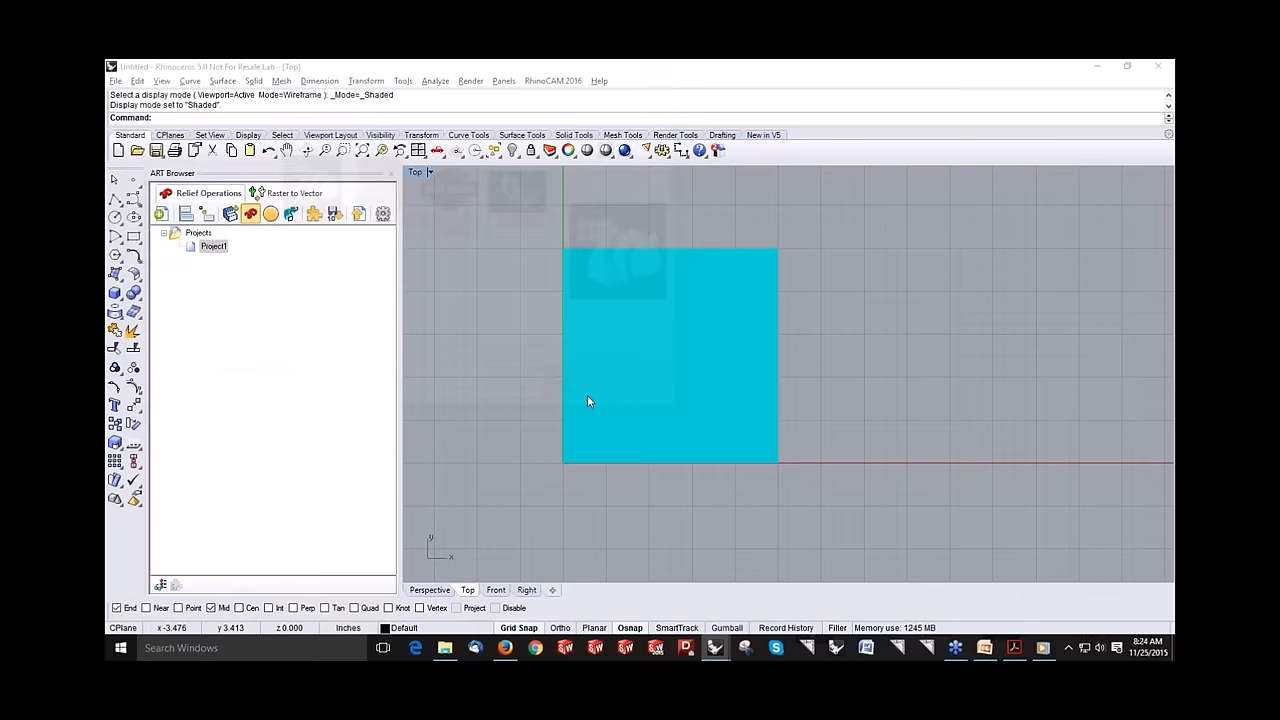 Untitled - Rhinoceros 5.0 Not For Resale Lab - [Top]
File Edit View Curve Surface Solid Mesh Dimension Transform Tools Analyze Render Panels RhinoCAM 2016 Help
Select a display mode ( Viewport=Active Mode=Wireframe ): _Mode=_Shaded
Display mode set to "Shaded".
Command:
Standard CPlanes Set View Display Select Viewport Layout Visibility Transform Curve Tools Surface Tools Solid Tools Mesh Tools Render Tools Drafting New in V5
ART Browser
Relief Operations Raster to Vector
Projects
Project1
Top
y
x
Perspective Top Front Right
End Near Point Mid Cen Int Perp Tan Quad Knot Vertex Project Disable
CPlane x -3.476 y 3.413 z 0.000 Inches Default Grid Snap Ortho Planar Osnap SmartTrack Gumball Record History Filter Memory use: 1245 MB
Search Windows
8:24 AM
11/25/2015